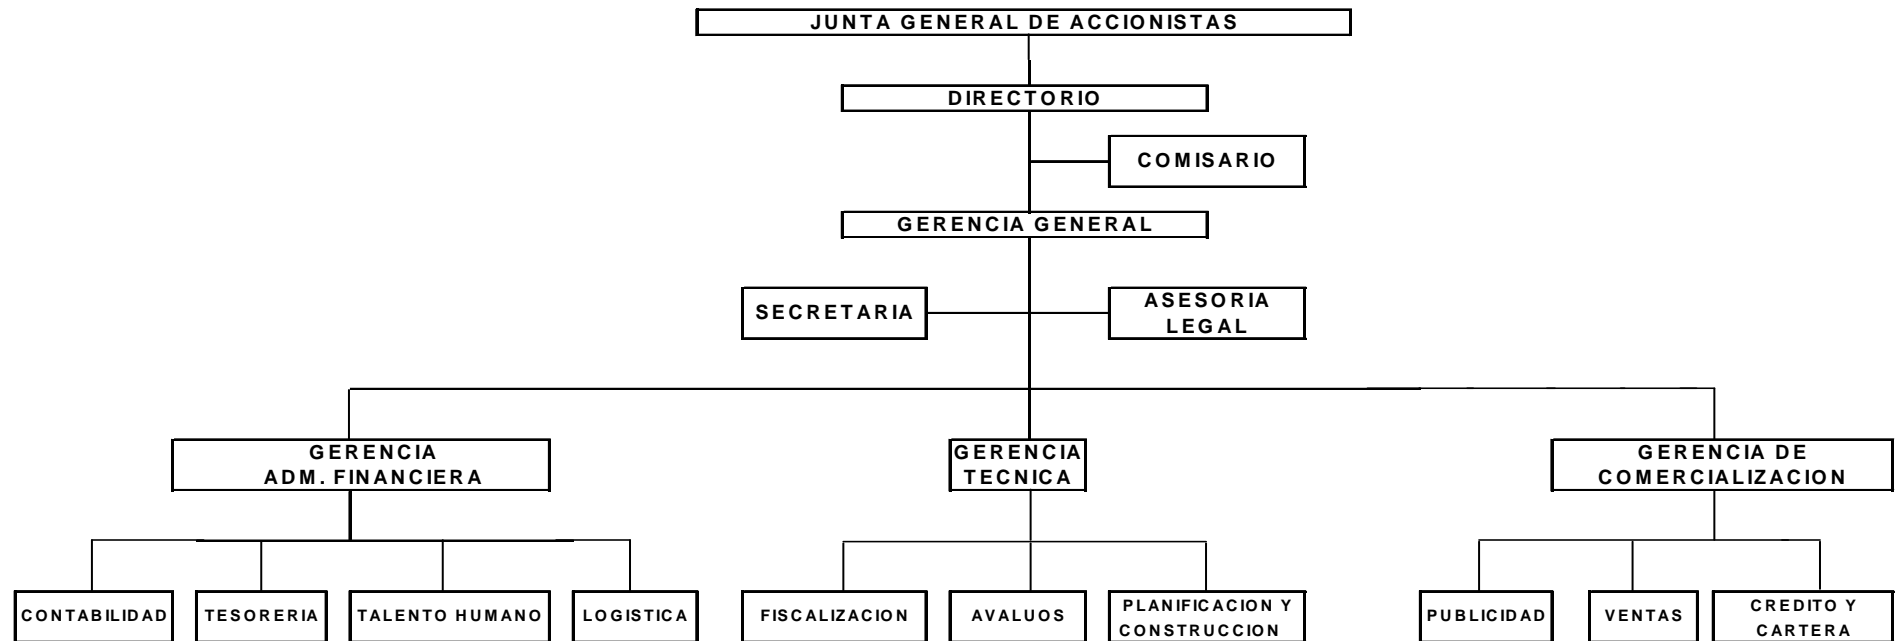 JUNTA GENERAL DE ACCIONISTAS
DIRECTORIO
COMISARIO
GERENCIA GENERAL
SECRETARIA
ASESORIA
LEGAL
GERENCIA
ADM. FINANCIERA
GERENCIA
TECNICA
GERENCIA DE
COMERCIALIZACION
CONTABILIDAD
TESORERIA
TALENTO HUMANO
LOGISTICA
FISCALIZACION
AVALUOS
PLANIFICACION Y
CONSTRUCCION
PUBLICIDAD
VENTAS
CREDITO Y
CARTERA